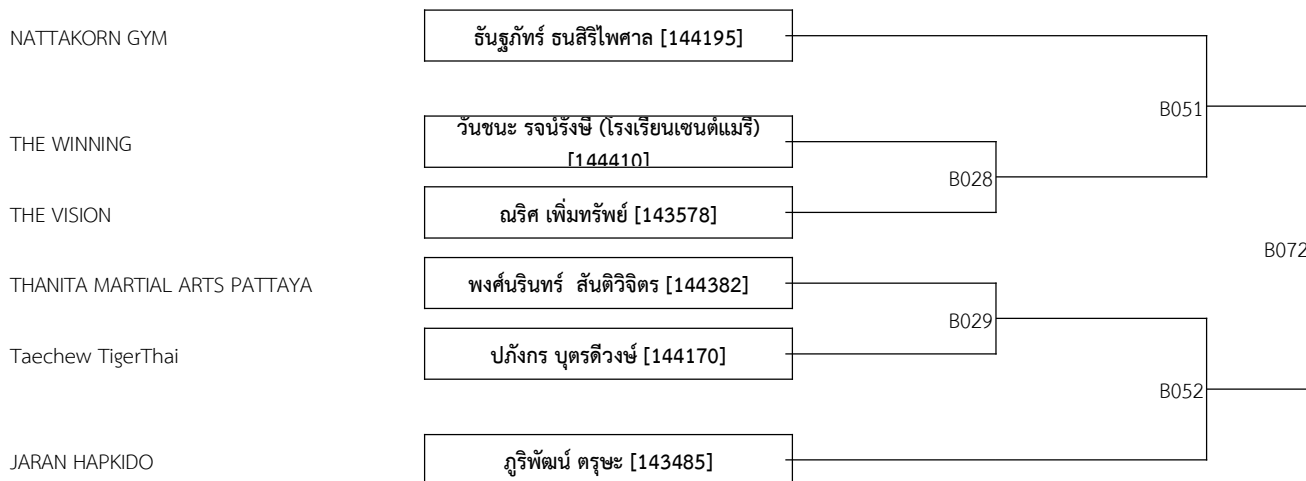 NATTAKORN GYM
ธันฐภัทร์ ธนสิริไพศาล [144195]
B051
THE WINNING
วันชนะ รจน์รังษี (โรงเรียนเซนต์แมรี่)
[144410]
B028
THE VISION
ณริศ เพิ่มทรัพย์ [143578]
B072
THANITA MARTIAL ARTS PATTAYA
พงศ์นรินทร์  สันติวิจิตร [144382]
B029
Taechew TigerThai
ปภังกร บุตรดีวงษ์ [144170]
B052
JARAN HAPKIDO
ภูริพัฒน์ ตรุษะ [143485]